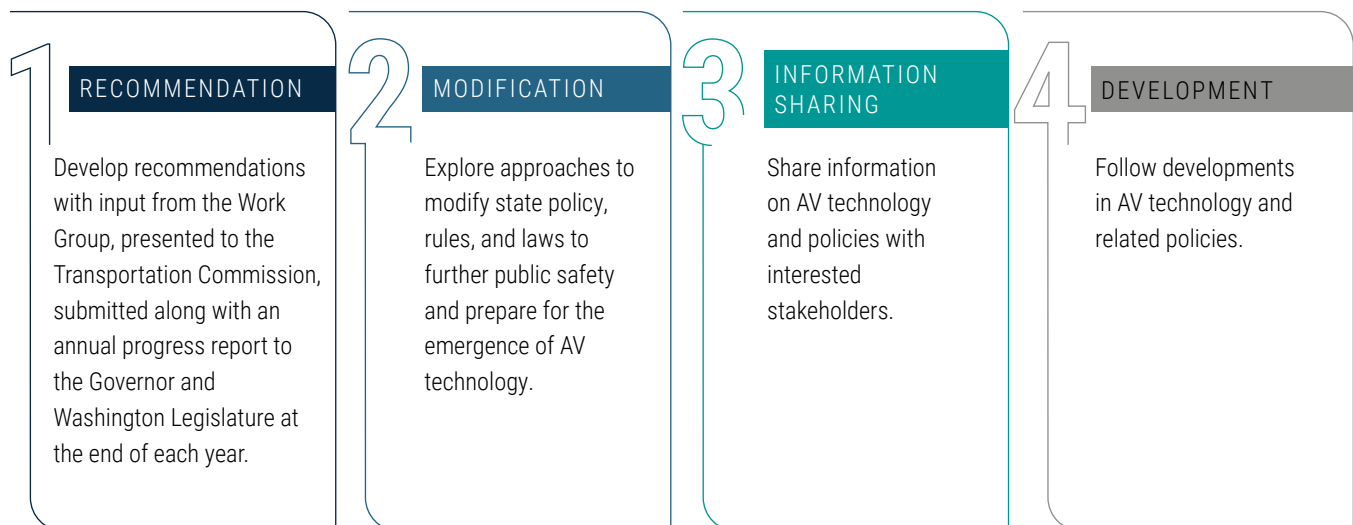 1
RECOMMENDATION
Develop recommendations
with input from the Work
Group, presented to the
Transportation Commission,
submitted along with an
annual progress report to
the Governor and
Washington Legislature at
the end of each year.
2
MODIFICATION
Explore approaches to
modify state policy,
rules, and laws to
further public safety
and prepare for the
emergence of AV
technology.
3
INFORMATION
SHARING
Share information
on AV technology
and policies with
interested
stakeholders.
4
DEVELOPMENT
Follow developments
in AV technology and
related policies.